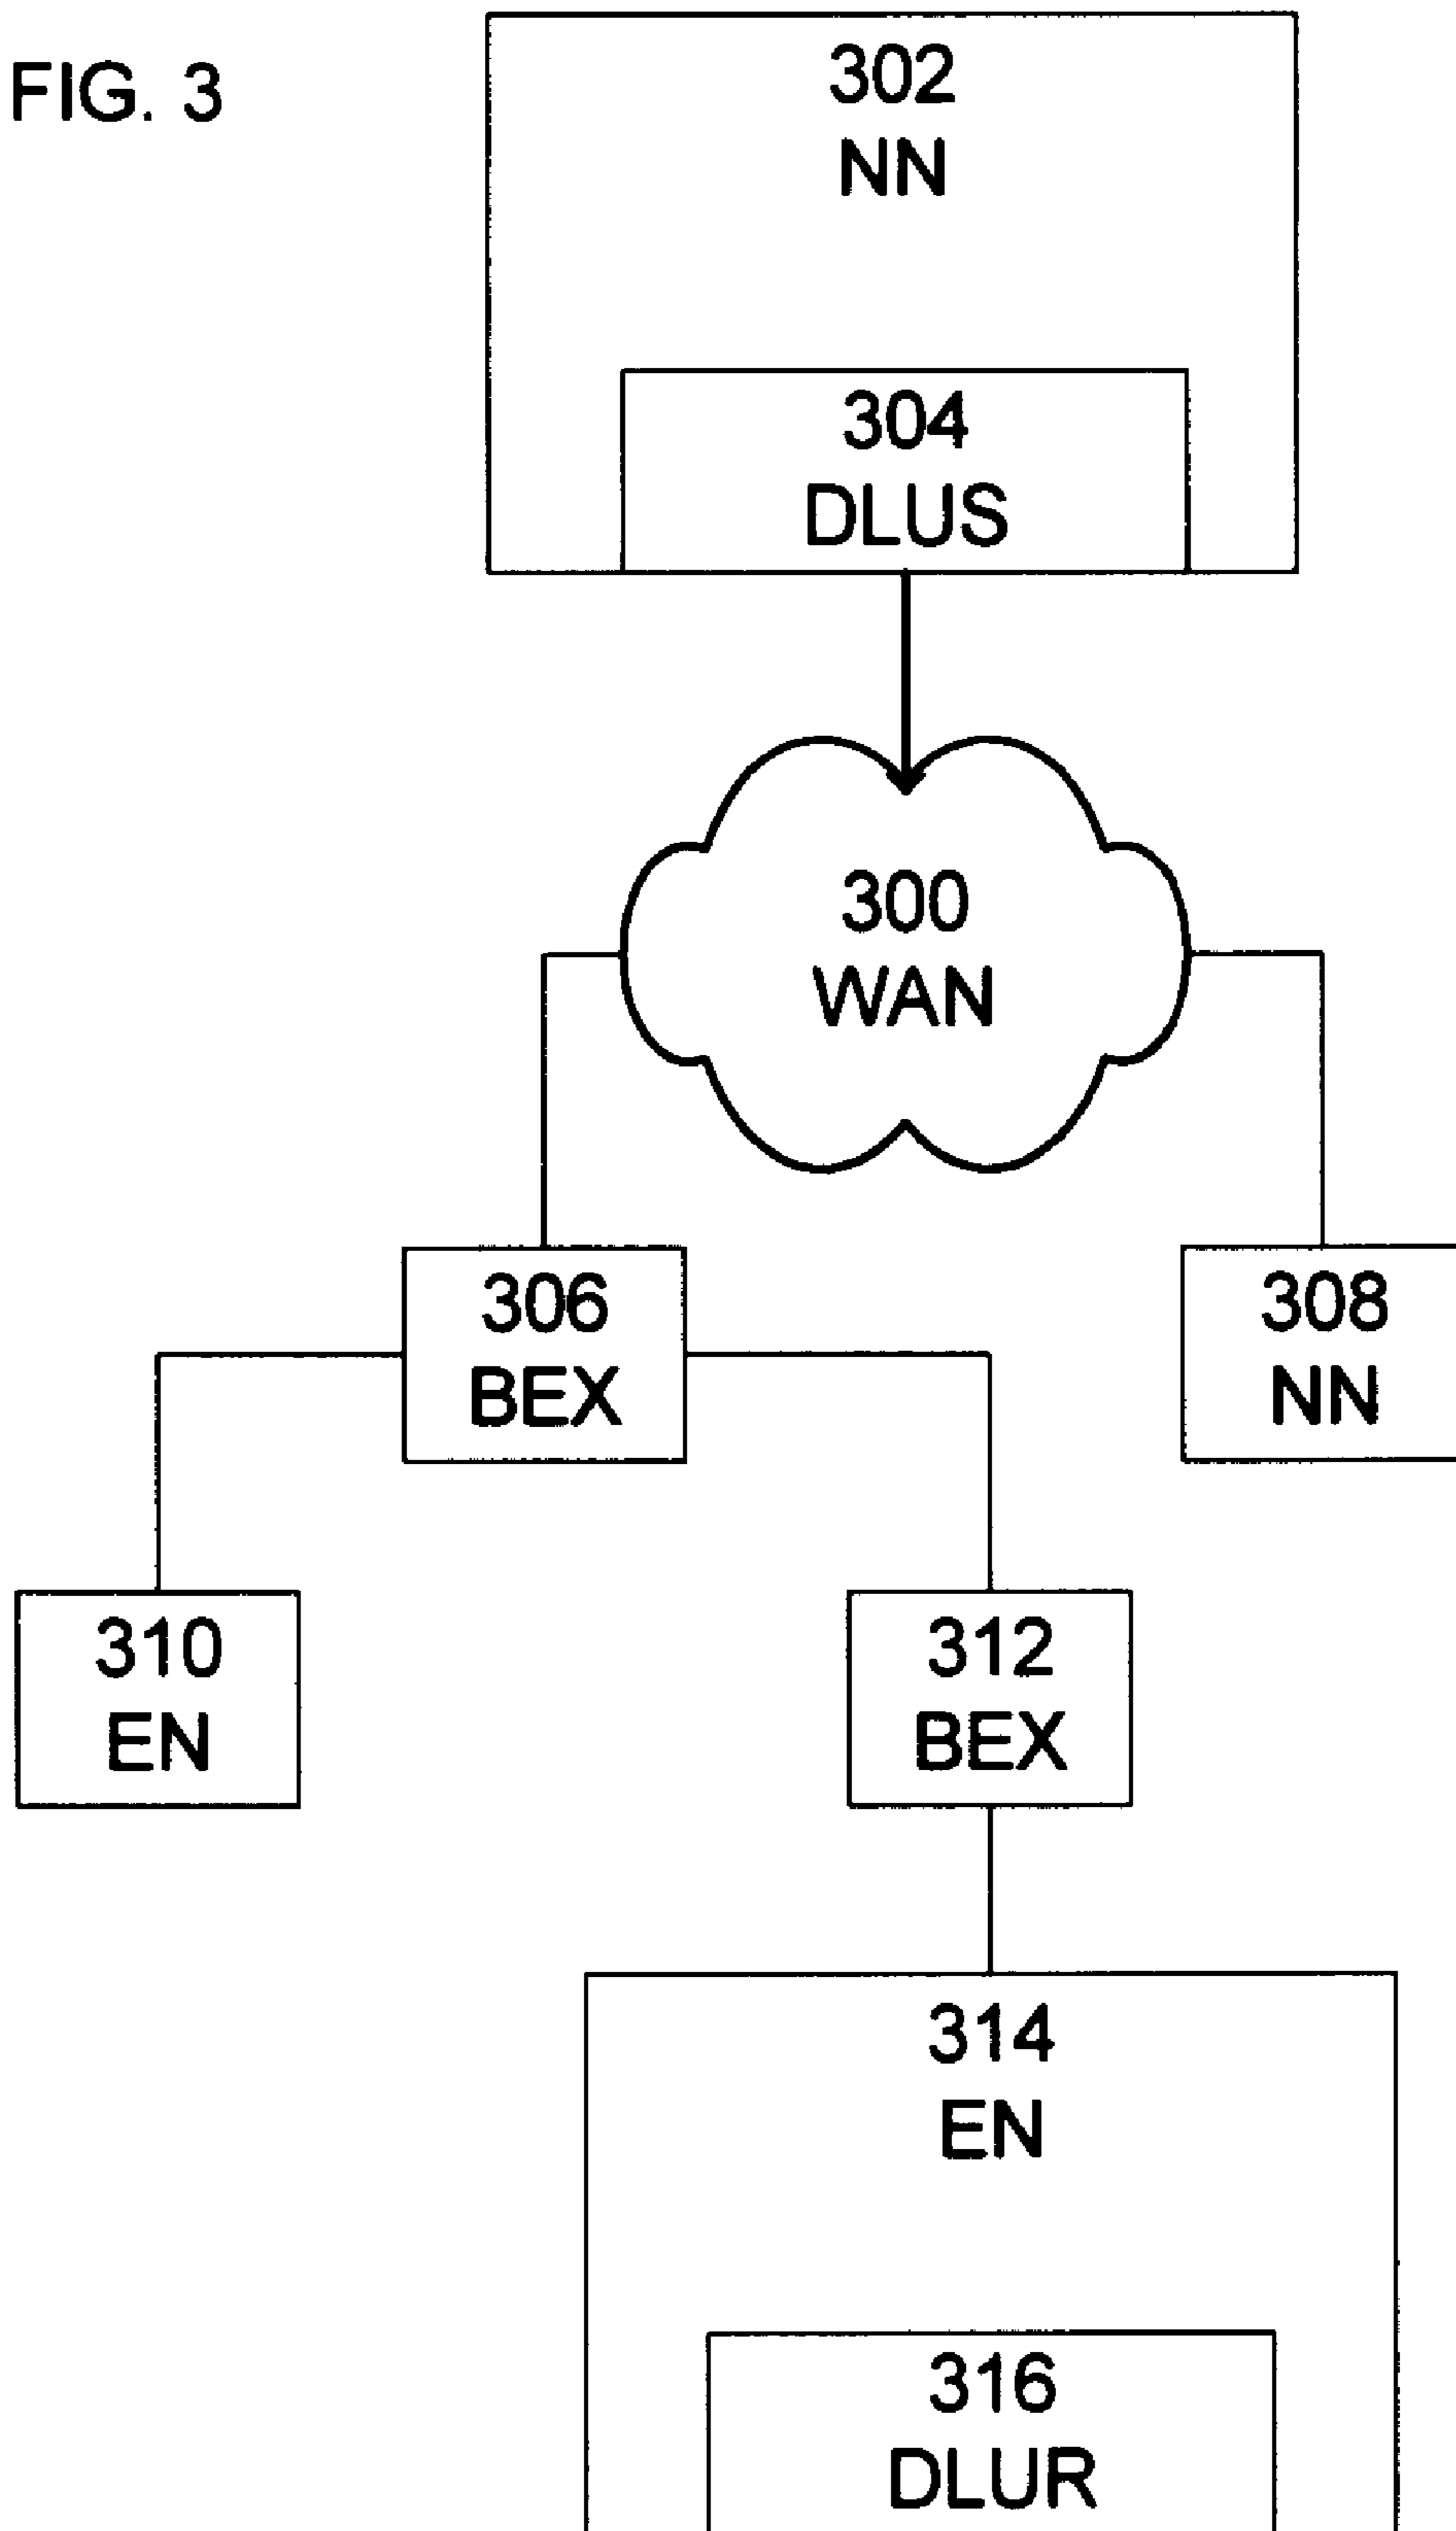 FIG. 3
302
NN
304
DLUS
300
WAN
306
BEX
308
NN
310
EN
312
BEX
314
EN
316
DLUR